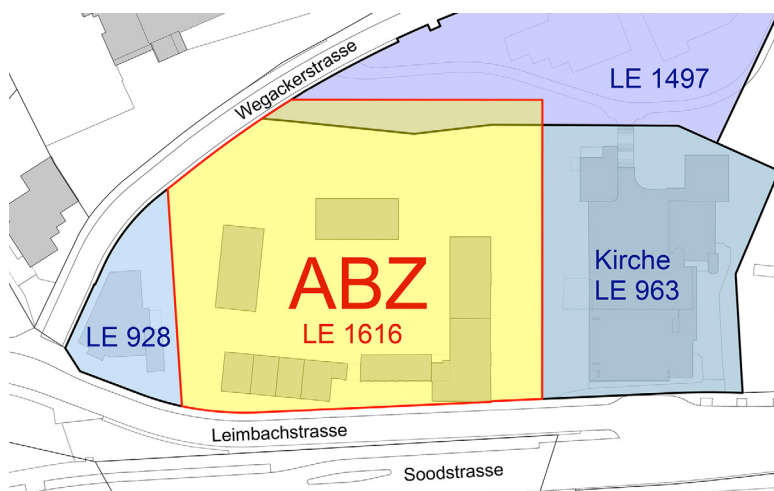 Wegackerstrasse
LE 1497
ABZ
LE 1616
Kirche
LE 963
LE 928
Leimbachstrasse
Soodstrasse